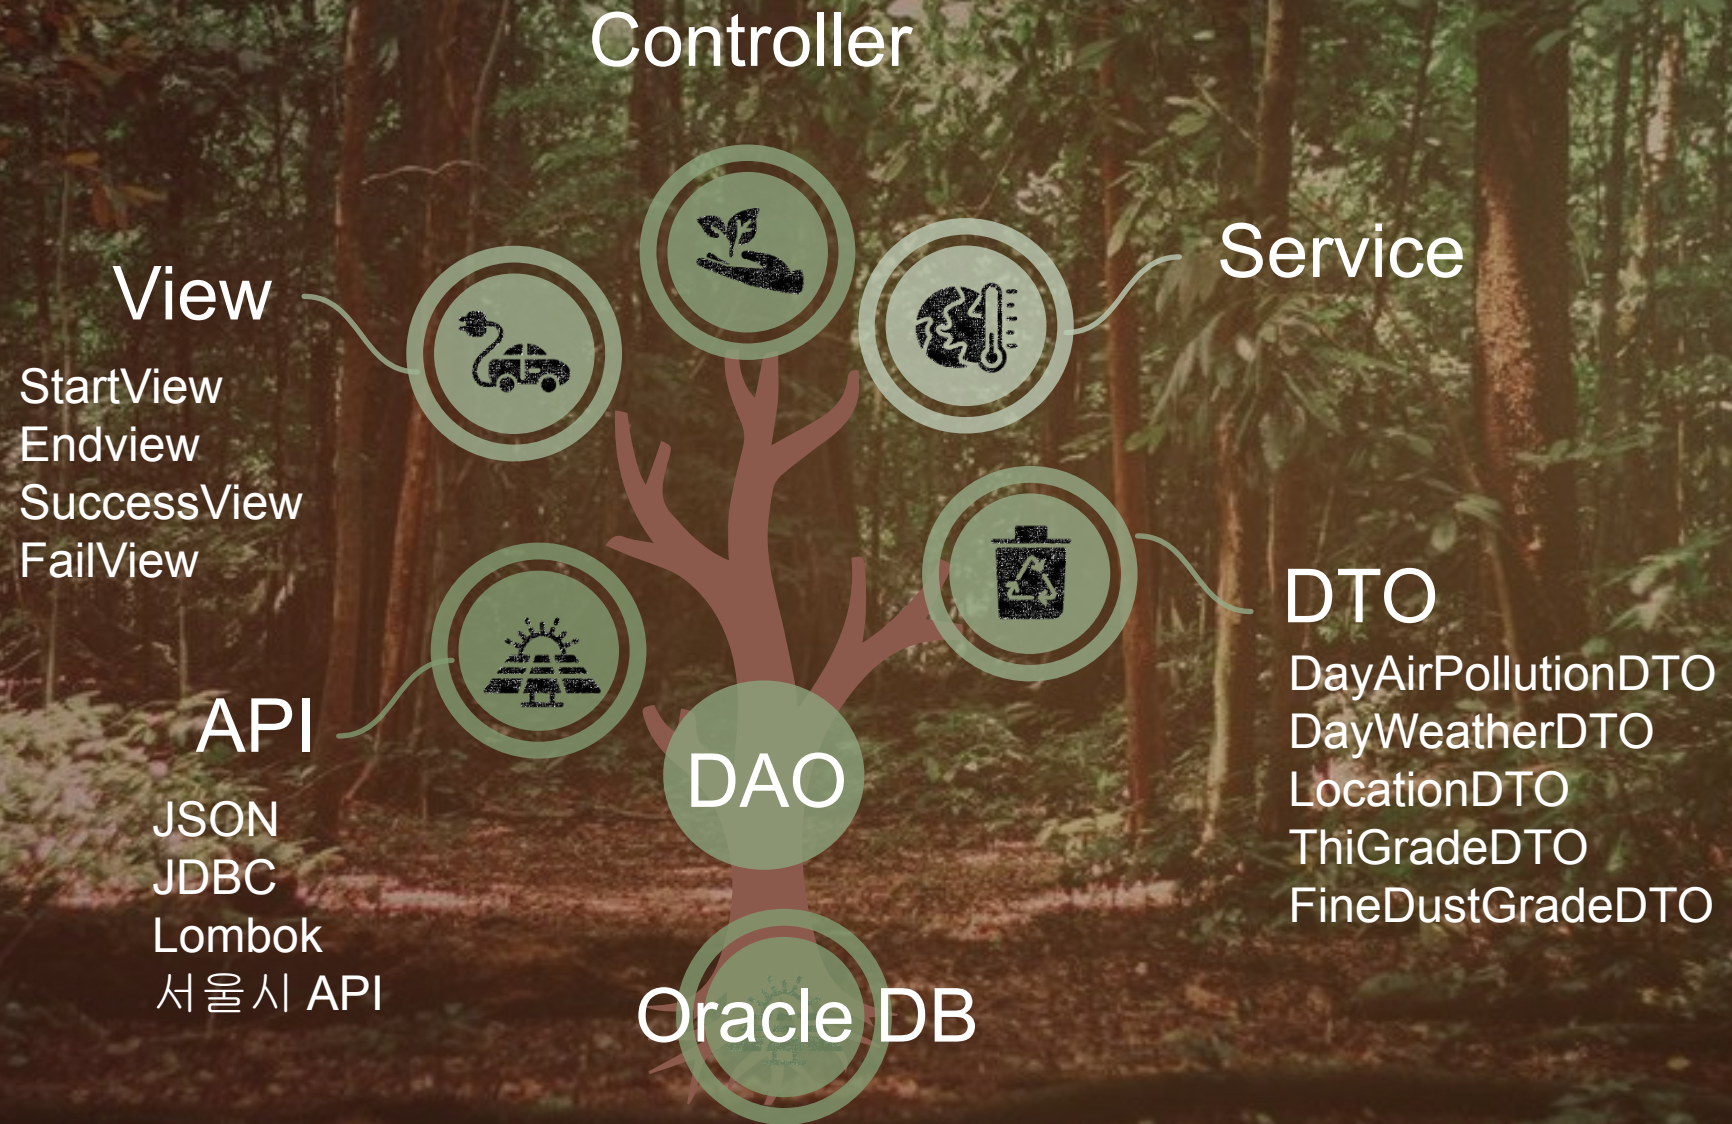 Controller
View
StartView
Endview
SuccessView
FailView
Service
API
JSON
JDBC
Lombok
서울시 API
DAO
DTO
DayAirPollutionDTO
DayWeatherDTO
LocationDTO
ThiGradeDTO
FineDustGradeDTO
Oracle DB